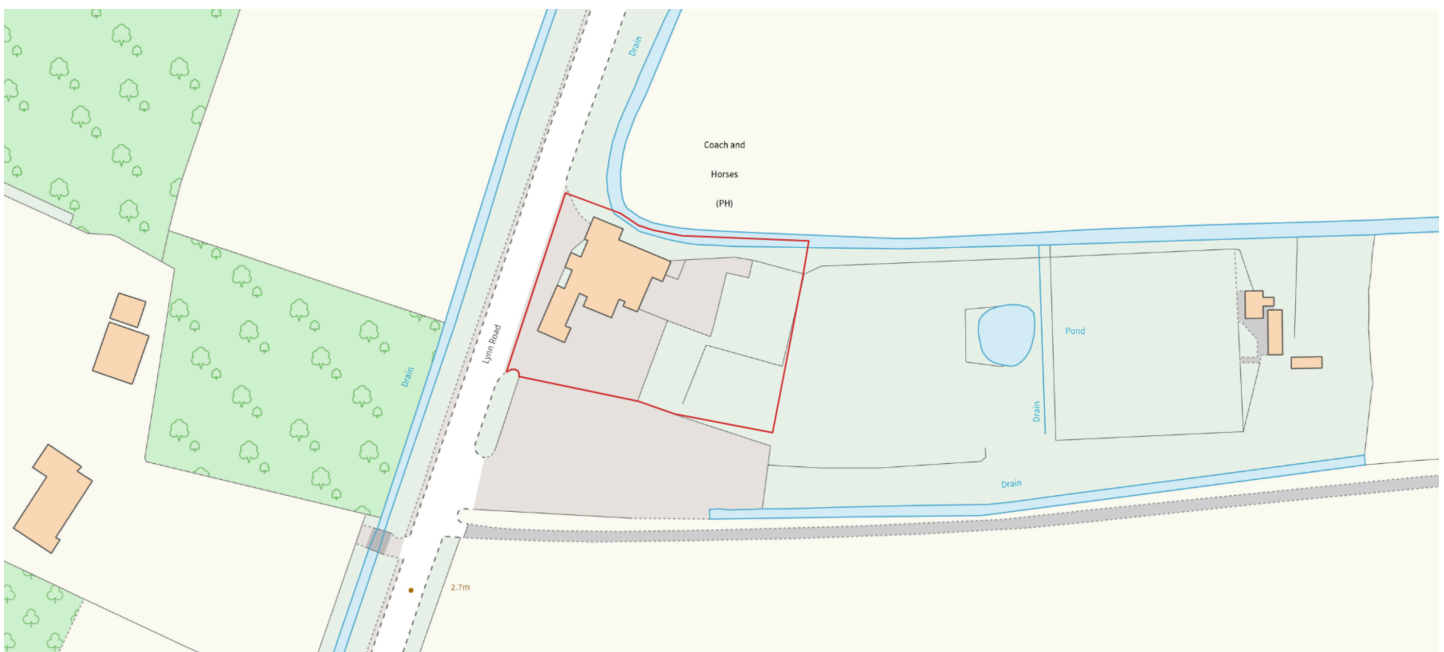 Drain
Coach and
Horses
(PH)
Lynn Road
Pond
Drain
Drain
Drain
2.7m